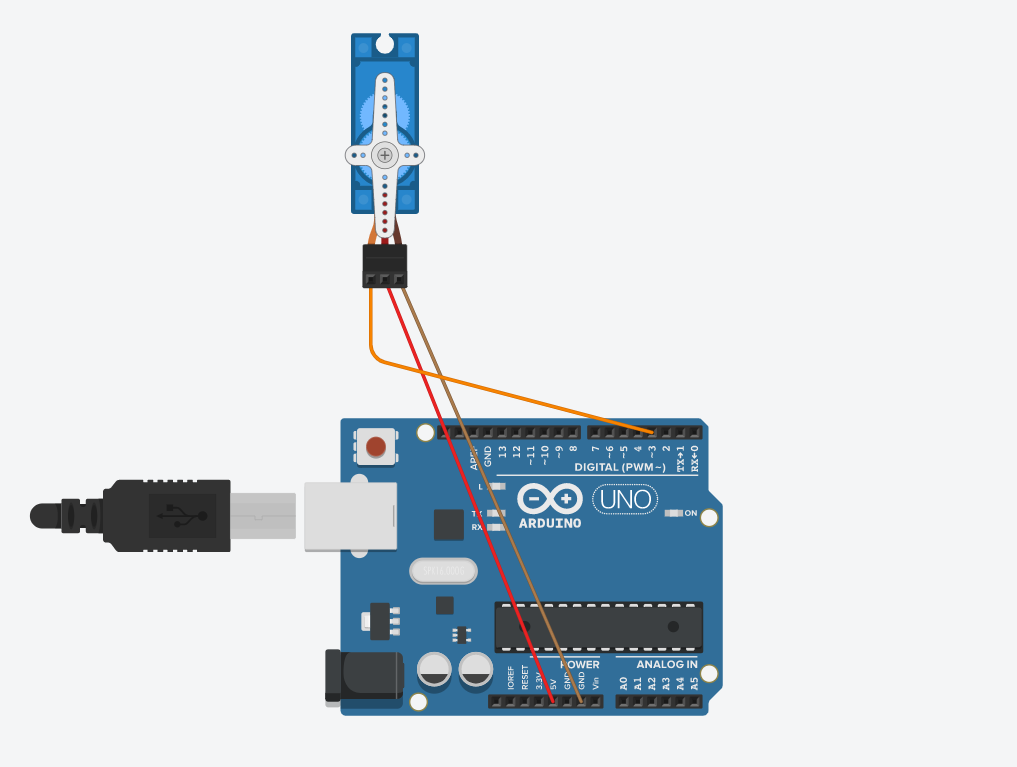 AREF GND 13 12 ~11 ~10 ~9 8 7 ~6 ~5 4 ~3 2 TX→1 RX←0
DIGITAL (PWM~)
L
TX
RX
ARDUINO
UNO
ON
POWER
ANALOG IN
IOREF RESET 3.3V 5V GND GND Vin A0 A1 A2 A3 A4 A5